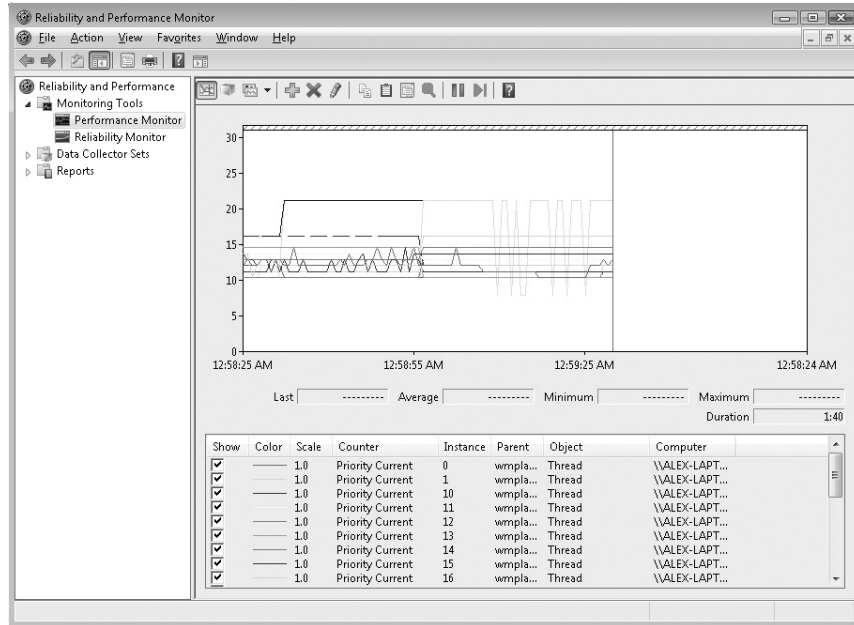 Reliability and Performance Monitor
File Action View Favorites Window Help
Reliability and Performance
Monitoring Tools
Performance Monitor
Reliability Monitor
Data Collector Sets
Reports
30
25
20
15
10
5
0
12:58:25 AM 12:58:55 AM 12:59:25 AM 12:58:24 AM
Last --------- Average --------- Minimum --------- Maximum ---------
Duration 1:40
Show Color Scale Counter Instance Parent Object Computer
1.0 Priority Current 0 wmpla... Thread \\ALEX-LAPT...
1.0 Priority Current 1 wmpla... Thread \\ALEX-LAPT...
1.0 Priority Current 10 wmpla... Thread \\ALEX-LAPT...
1.0 Priority Current 11 wmpla... Thread \\ALEX-LAPT...
1.0 Priority Current 12 wmpla... Thread \\ALEX-LAPT...
1.0 Priority Current 13 wmpla... Thread \\ALEX-LAPT...
1.0 Priority Current 14 wmpla... Thread \\ALEX-LAPT...
1.0 Priority Current 15 wmpla... Thread \\ALEX-LAPT...
1.0 Priority Current 16 wmpla... Thread \\ALEX-LAPT...